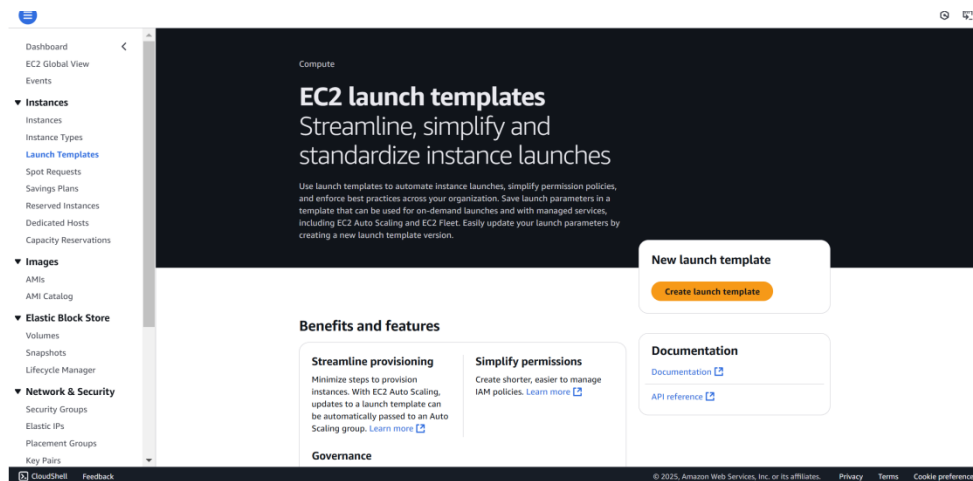 Dashboard
EC2 Global View
Events
Instances
Instances
Instance Types
Launch Templates
Spot Requests
Savings Plans
Reserved Instances
Dedicated Hosts
Capacity Reservations
Images
AMIs
AMI Catalog
Elastic Block Store
Volumes
Snapshots
Lifecycle Manager
Network & Security
Security Groups
Elastic IPs
Placement Groups
Key Pairs
Compute
EC2 launch templates
Streamline, simplify and
standardize instance launches
Use launch templates to automate instance launches, simplify permission policies,
and enforce best practices across your organization. Save launch parameters in a
template that can be used for on-demand launches and with managed services,
including EC2 Auto Scaling and EC2 Fleet. Easily update your launch parameters by
creating a new launch template version.
New launch template
Create launch template
Benefits and features
Streamline provisioning
Minimize steps to provision
instances. With EC2 Auto Scaling,
updates to a launch template can
be automatically passed to an Auto
Scaling group. Learn more
Simplify permissions
Create shorter, easier to manage
IAM policies. Learn more
Governance
Documentation
Documentation
API reference
CloudShell Feedback
© 2025, Amazon Web Services, Inc. or its affiliates. Privacy Terms Cookie preference